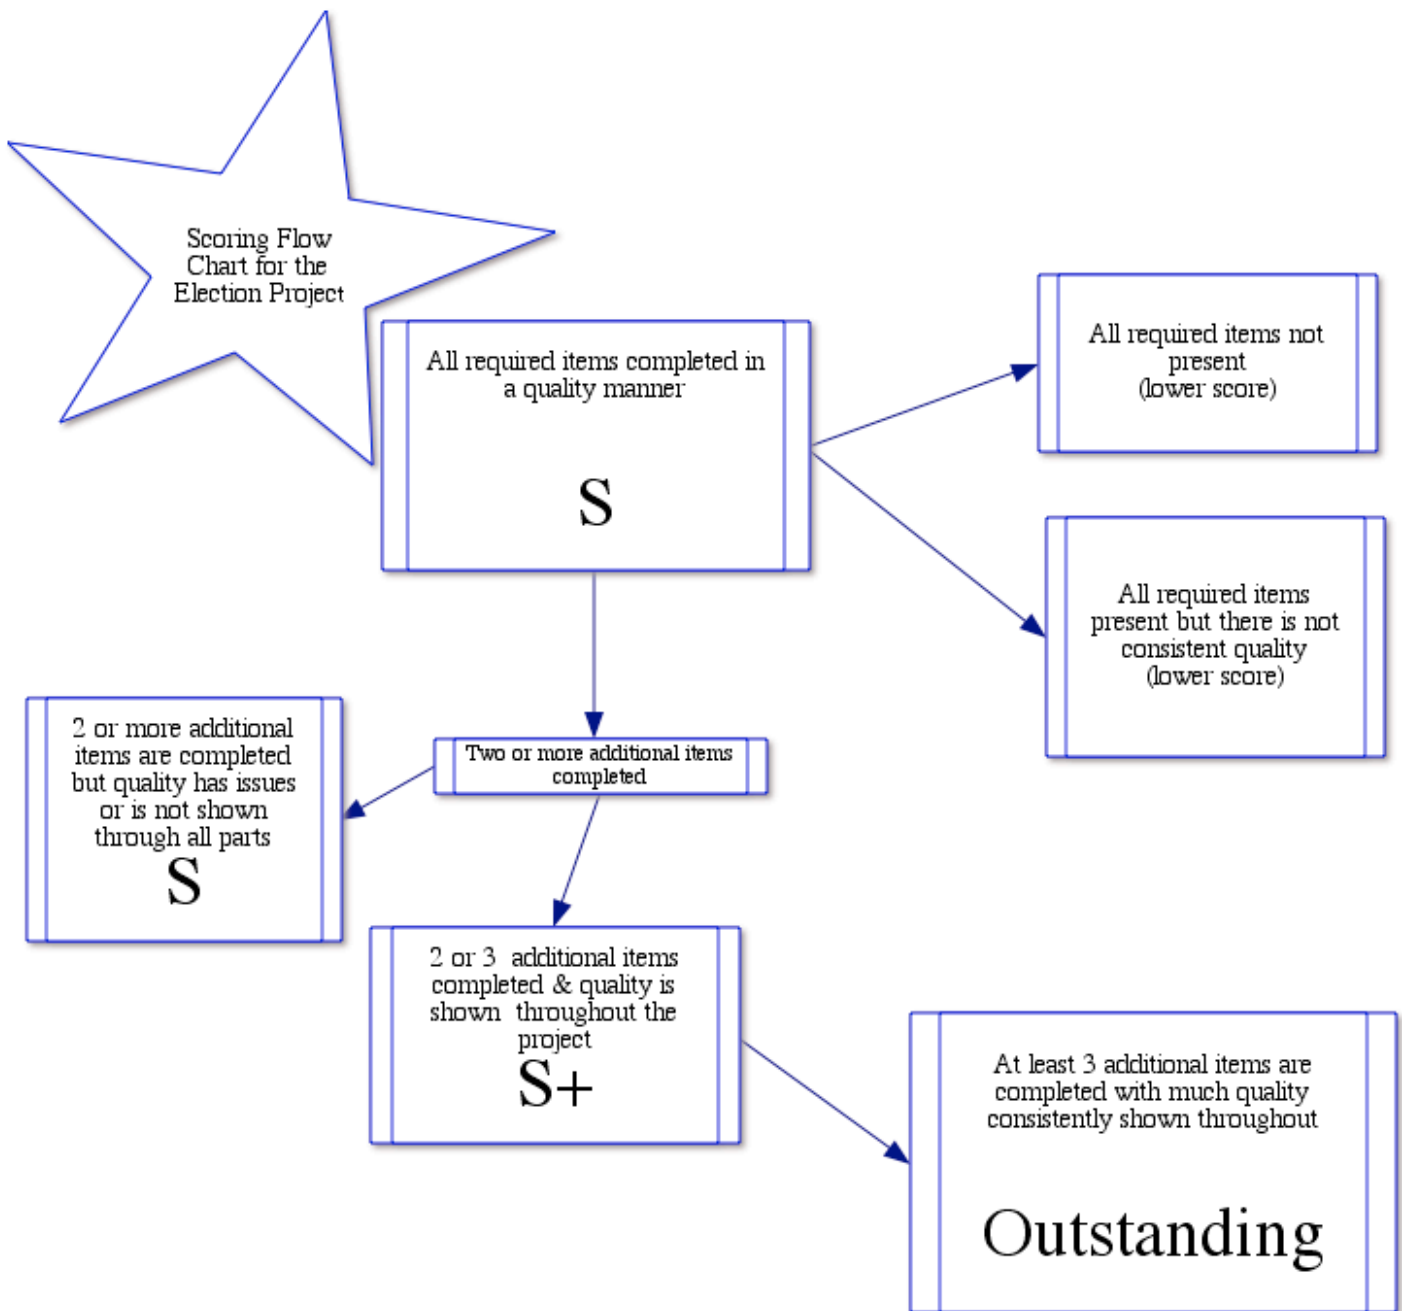 Scoring Flow
Chart for the
Election Project
All required items completed in
a quality manner
S
All required items not
present
(lower score)
All required items
present but there is not
consistent quality
(lower score)
2 or more additional
items are completed
but quality has issues
or is not shown
through all parts
S
Two or more additional items
completed
2 or 3 additional items
completed & quality is
shown throughout the
project
S+
At least 3 additional items are
completed with much quality
consistently shown throughout
Outstanding